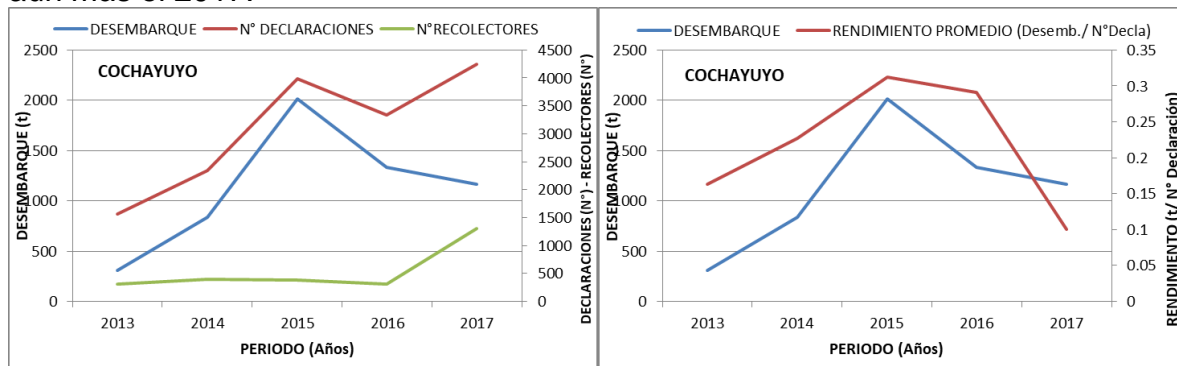 DESEMBARQUE N° DECLARACIONES N°RECOLECTORES
COCHAYUYO
DESEMBARQUE (t)
2500
2000
1500
1000
500
0
4500
4000
3500
3000
2500
2000
1500
1000
500
0
DECLARACIONES (N°) - RECOLECTORES (N°)
2013 2014 2015 2016 2017
PERIODO (Años)
DESEMBARQUE RENDIMIENTO PROMEDIO (Desemb./ N°Decla)
COCHAYUYO
DESEMBARQUE (t)
2500
2000
1500
1000
500
0
0.35
0.3
0.25
0.2
0.15
0.1
0.05
0
RENDIMIENTO (t/ N° Declaración)
2013 2014 2015 2016 2017
PERIODO (Años)